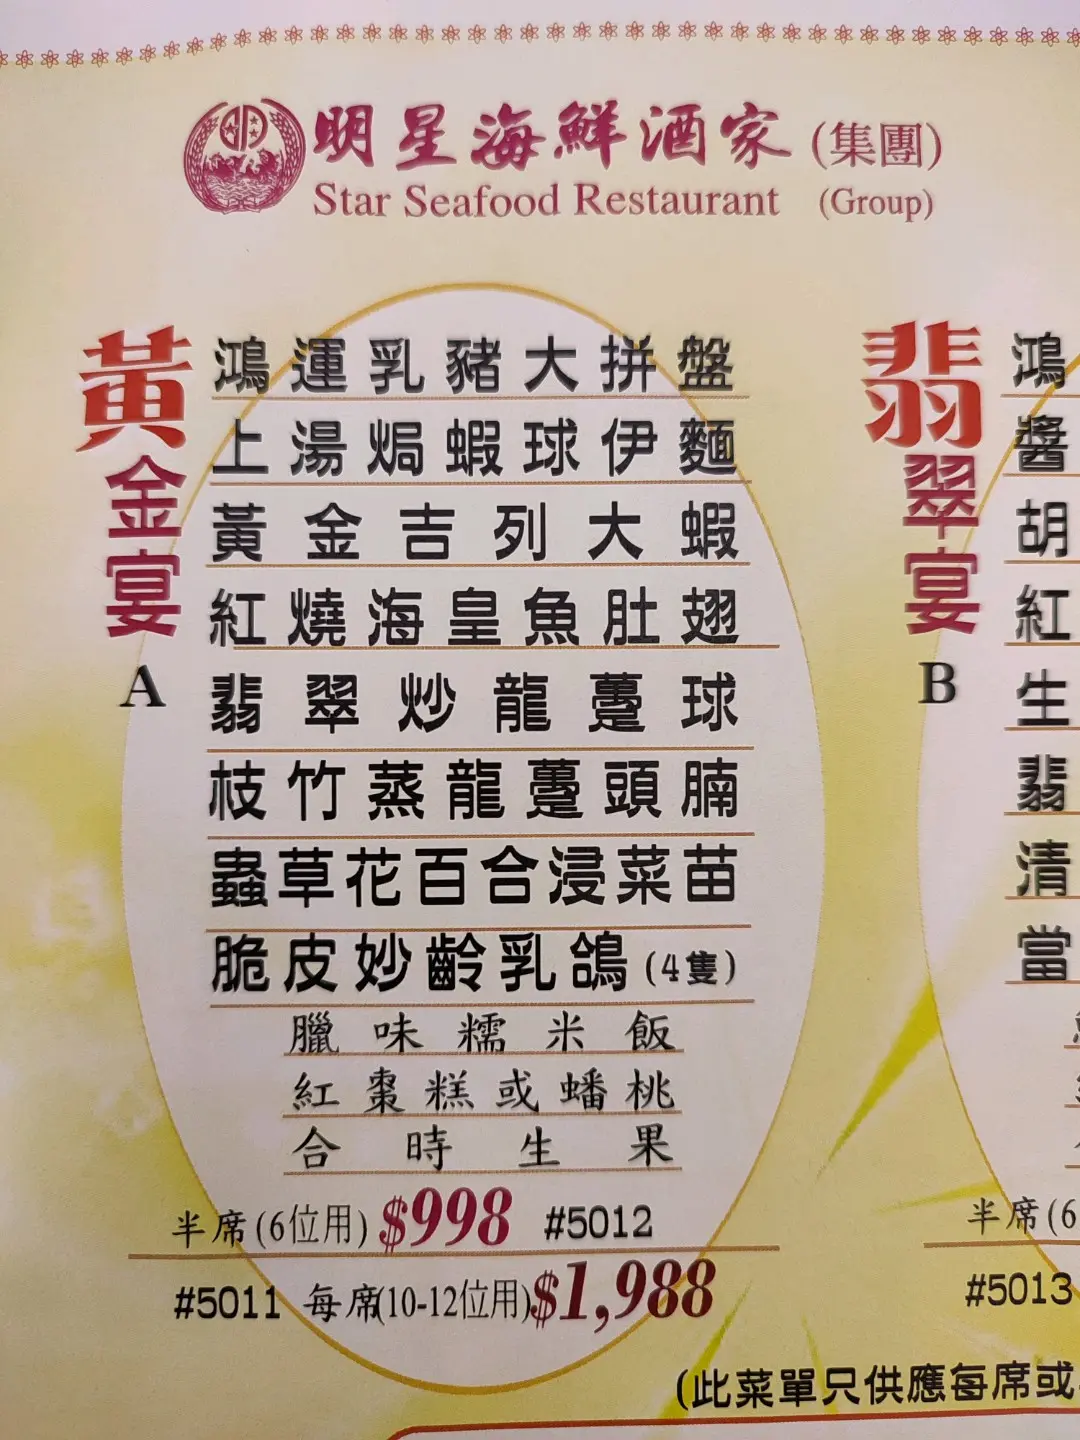 明星海鮮酒家(集團)
Star Seafood Restaurant (Group)
黃金宴
A
鴻運乳豬大拼盤
上湯焗蝦球伊麵
黃金吉列大蝦
紅燒海皇魚肚翅
翡翠炒龍躉球
枝竹蒸龍躉頭腩
蟲草花百合浸菜苗
脆皮妙齡乳鴿(4隻)
臘味糯米飯
紅棗糕或蟠桃
合時生果
半席(6位用) $998 #5012
#5011 每席(10-12位用) $1,988
翡翠宴
B
鴻
醬
胡
紅
生
翡
清
當
半席(6
#5013
(此菜單只供應每席或